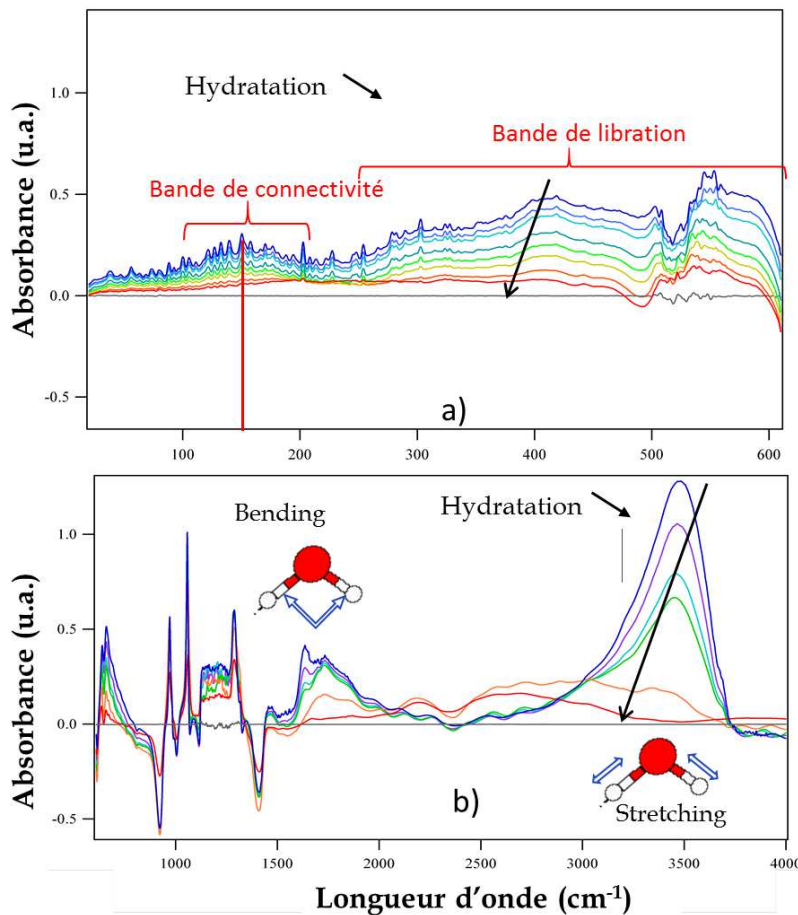 Hydratation
Bande de libration
Bande de connectivité
Absorbance (u.a.)
1.0
0.5
0.0
-0.5
a)
100
200
300
400
500
600
Bending
Hydratation
Absorbance (u.a.)
1.0
0.5
0.0
-0.5
b)
Stretching
1000
1500
2000
2500
3000
3500
4000
Longueur d'onde (cm⁻¹)